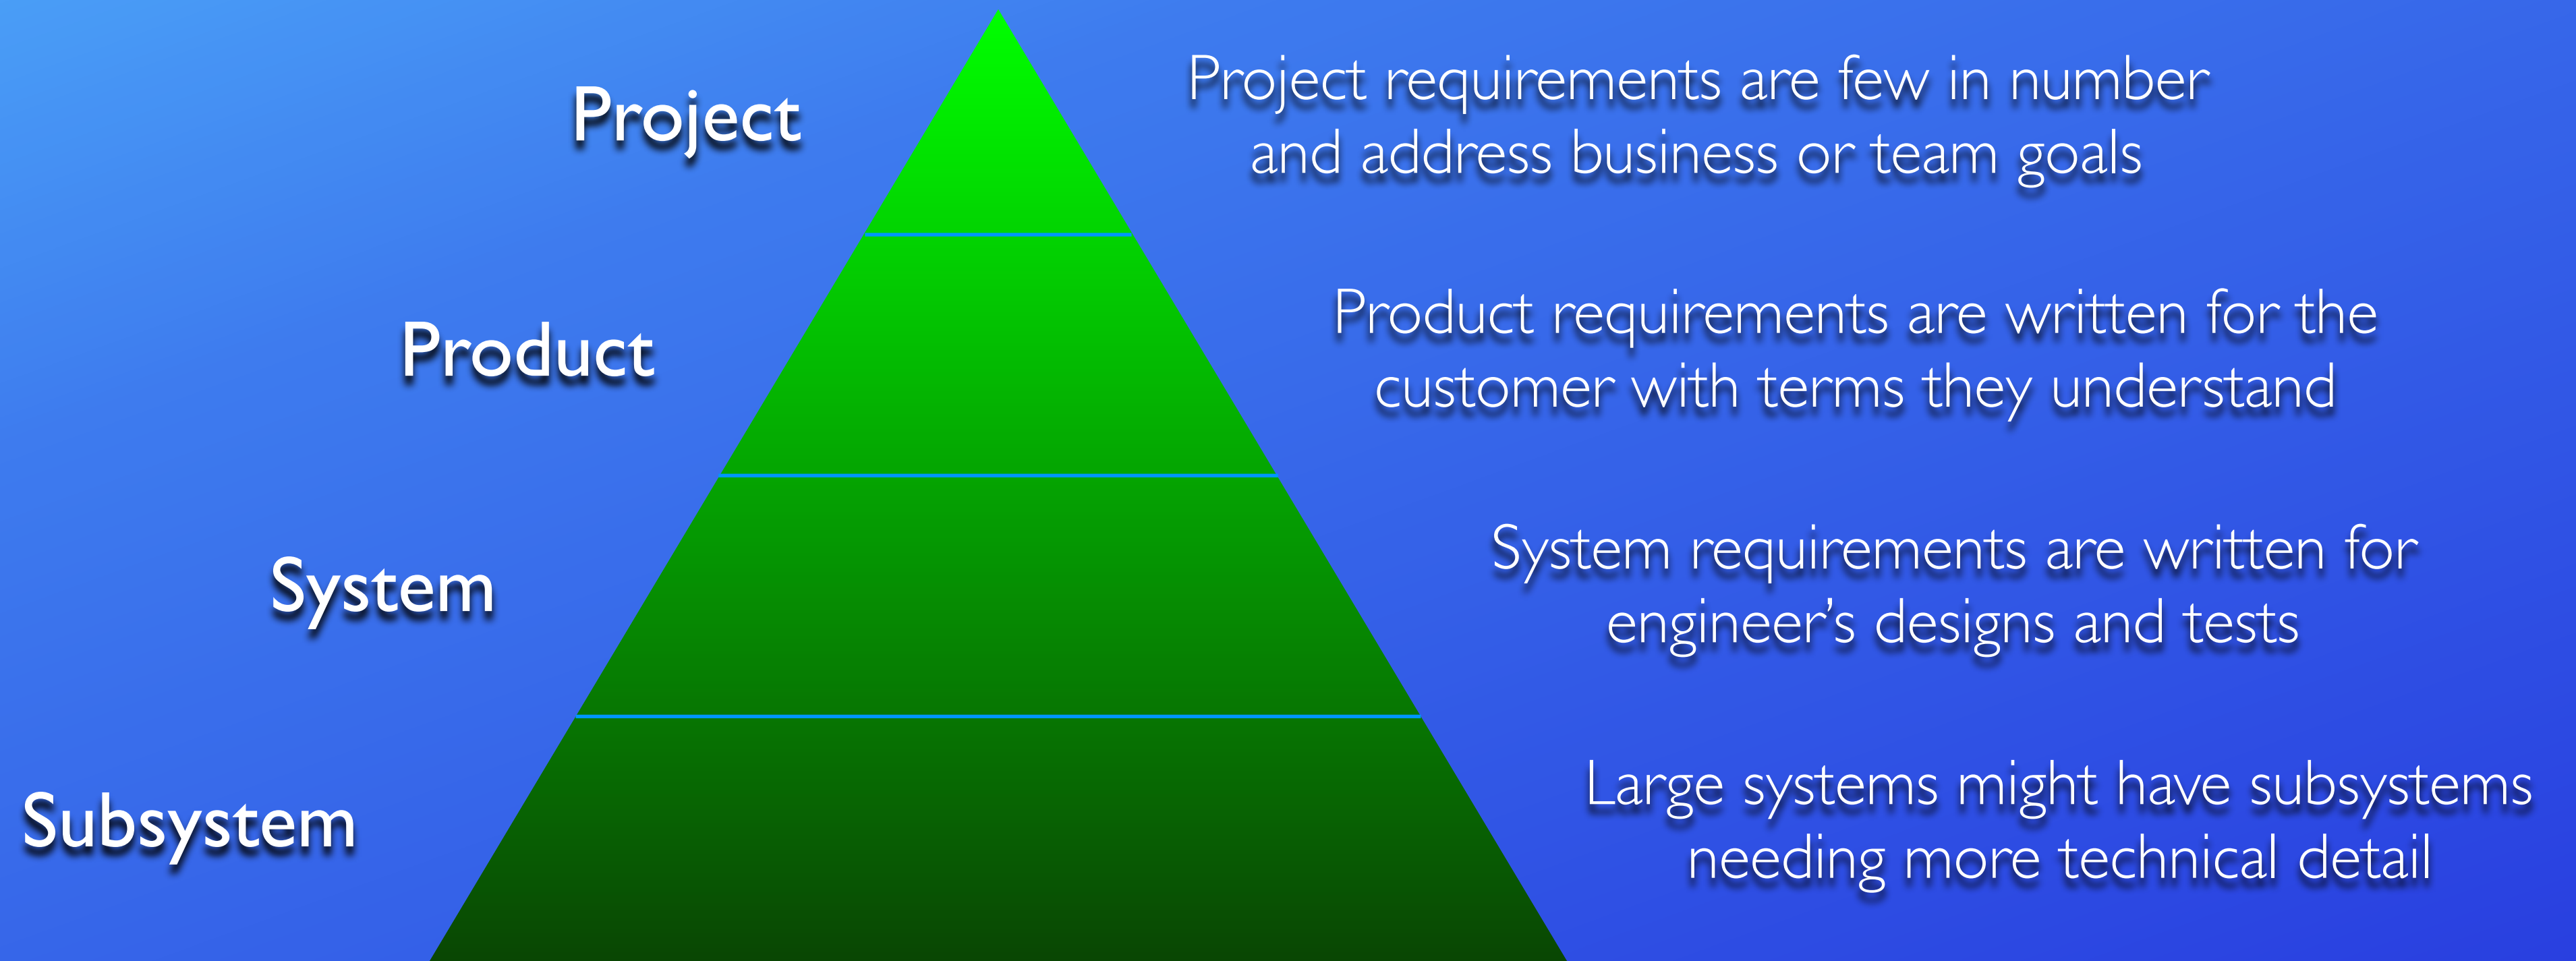 Project
Project requirements are few in number
and address business or team goals
Product
Product requirements are written for the
customer with terms they understand
System
System requirements are written for
engineer’s designs and tests
Subsystem
Large systems might have subsystems
needing more technical detail